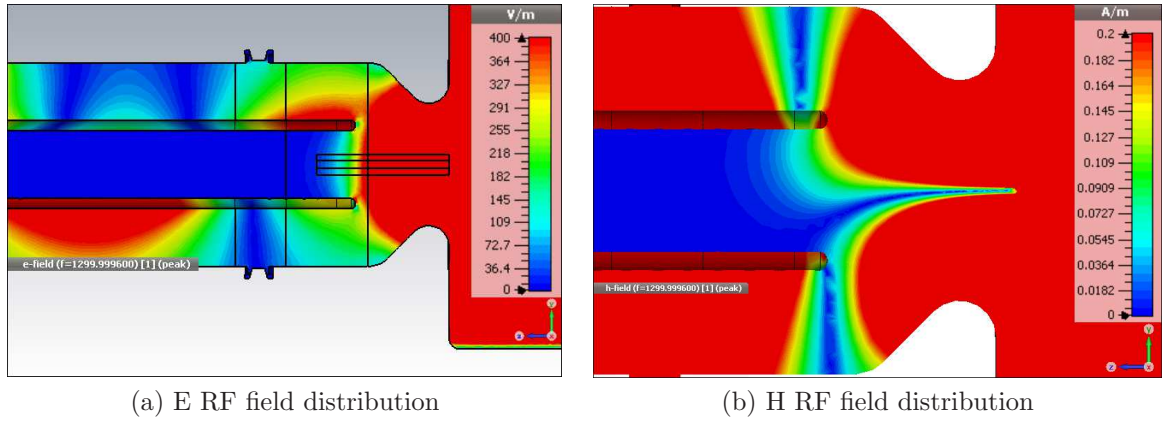 V/m
400
364
327
291
255
218
182
145
109
72.7
36.4
0
e-field (f=1299.999600) [1] (peak)
y
z
x
A/m
0.2
0.182
0.164
0.145
0.127
0.109
0.0909
0.0727
0.0545
0.0364
0.0182
0
h-field (f=1299.999600) [1] (peak)
y
z
x
(a) E RF field distribution
(b) H RF field distribution